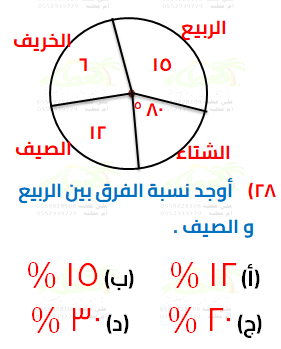 الربيع
الخريف
١٥
٦
٨٠°
١٢
الصيف
الشتاء
٢٨) أوجد نسبة الفرق بين الربيع
و الصيف .
(أ) ١٢ % (ب) ١٥ %
(ج) ٢٠ % (د) ٣٠ %